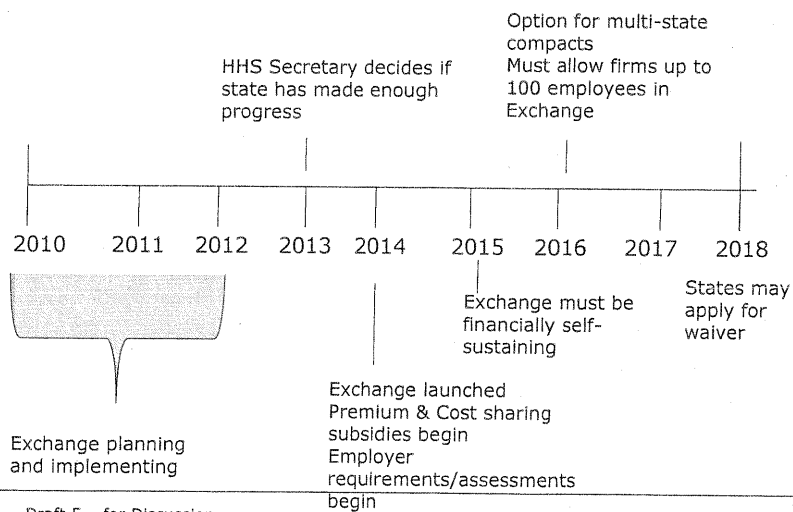 Option for multi-state
compacts
Must allow firms up to
100 employees in
Exchange
HHS Secretary decides if
state has made enough
progress
2010 2011 2012 2013 2014 2015 2016 2017 2018
States may
apply for
waiver
Exchange must be
financially self-
sustaining
Exchange launched
Premium & Cost sharing
subsidies begin
Employer
requirements/assessments
begin
Exchange planning
and implementing
Draft for Discussion